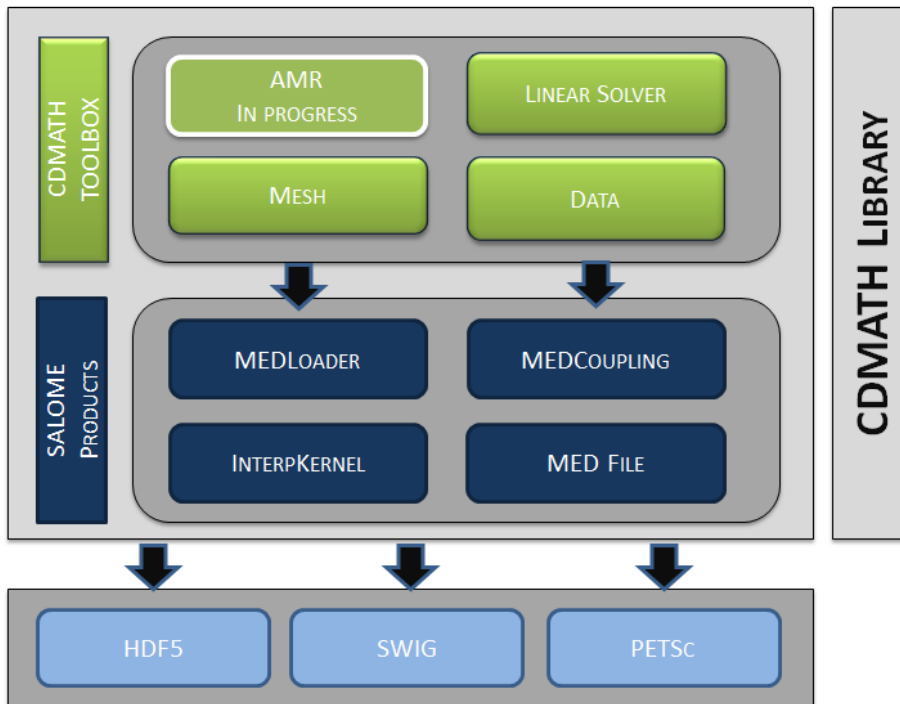 CDMATH
TOOLBOX
AMR
IN PROGRESS
LINEAR SOLVER
MESH
DATA
SALOME
PRODUCTS
MEDLOADER
MEDCOUPLING
INTERPKERNEL
MED FILE
HDF5
SWIG
PETSC
CDMATH LIBRARY